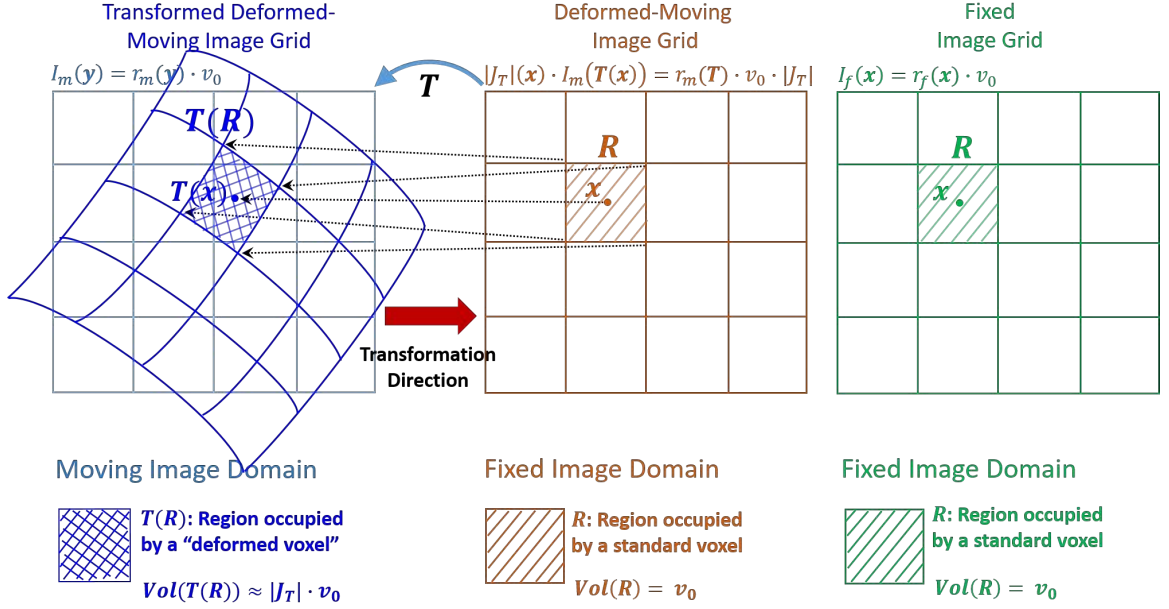 Transformed Deformed-
Moving Image Grid
I_m(y) = r_m(y) · v_0
T(R)
T(x)
T
Deformed-Moving
Image Grid
|J_T|(x) · I_m(T(x)) = r_m(T) · v_0 · |J_T|
R
x
Fixed
Image Grid
I_f(x) = r_f(x) · v_0
R
x
Transformation
Direction
Moving Image Domain
T(R): Region occupied
by a “deformed voxel”
Vol(T(R)) ≈ |J_T| · v_0
Fixed Image Domain
R: Region occupied
by a standard voxel
Vol(R) = v_0
Fixed Image Domain
R: Region occupied
by a standard voxel
Vol(R) = v_0